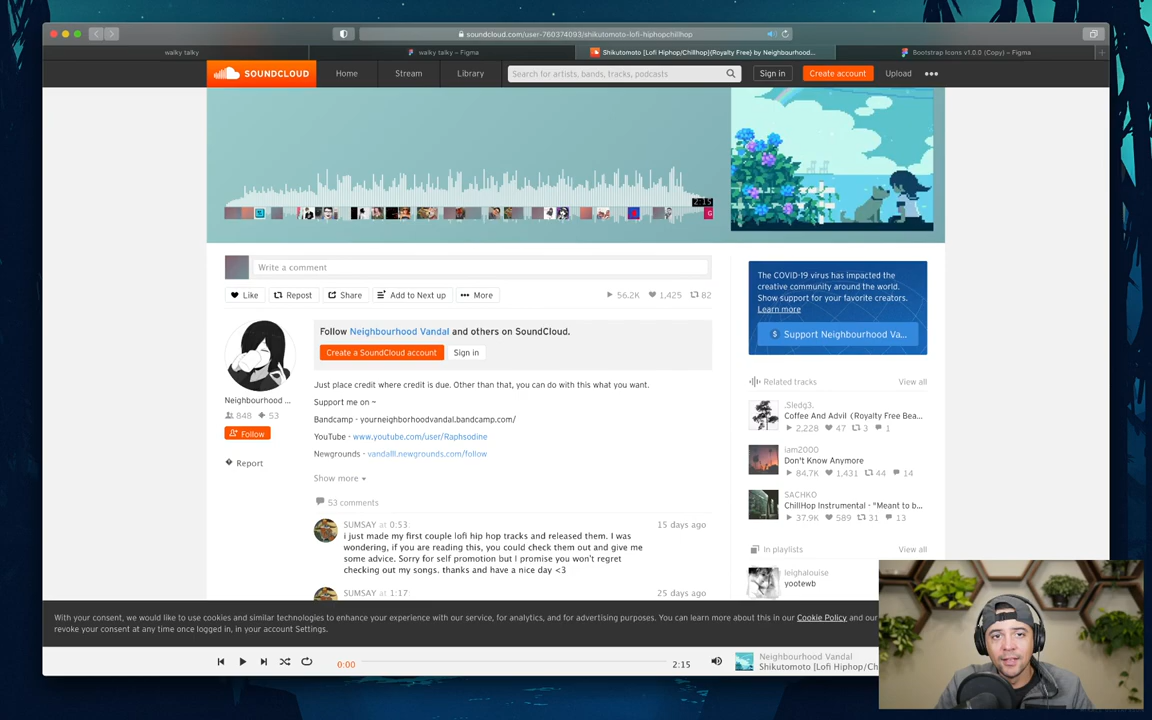 soundcloud.com/user-760374093/shikutomoto-lofi-hiphopchillhop
walky talky
walky talky – Figma
Shikutomoto [Lofi Hiphop/Chillhop](Royalty Free) by Neighbourhood...
Bootstrap Icons v1.0.0 (Copy) – Figma
SOUNDCLOUD
Home
Stream
Library
Search for artists, bands, tracks, podcasts
Sign in
Create account
Upload
2:15
G
Write a comment
Like
Repost
Share
Add to Next up
More
56.2K
1,425
82
Follow Neighbourhood Vandal and others on SoundCloud.
Create a SoundCloud account
Sign in
Neighbourhood ...
848
53
Follow
Report
Just place credit where credit is due. Other than that, you can do with this what you want.
Support me on ~
Bandcamp - yourneighborhoodvandal.bandcamp.com/
YouTube - www.youtube.com/user/Raphsodine
Newgrounds - vandalll.newgrounds.com/follow
Show more
53 comments
SUMSAY at 0:53:
15 days ago
i just made my first couple lofi hip hop tracks and released them. I was
wondering, if you are reading this, you could check them out and give me
some advice. Sorry for self promotion but I promise you won't regret
checking out my songs. thanks and have a nice day <3
SUMSAY at 1:17:
25 days ago
The COVID-19 virus has impacted the
creative community around the world.
Show support for your favorite creators.
Learn more
Support Neighbourhood Va...
Related tracks
View all
.Sledg3.
Coffee And Advil (Royalty Free Bea...
2,228
47
3
1
iam2000
Don't Know Anymore
84.7K
1,431
44
14
SACHKO
ChillHop Instrumental - "Meant to b...
37.9K
589
31
13
In playlists
View all
leighalouise
yootewb
With your consent, we would like to use cookies and similar technologies to enhance your experience with our service, for analytics, and for advertising purposes. You can learn more about this in our Cookie Policy and our
revoke your consent at any time once logged in, in your account Settings.
0:00
2:15
Neighbourhood Vandal
Shikutomoto [Lofi Hiphop/Ch